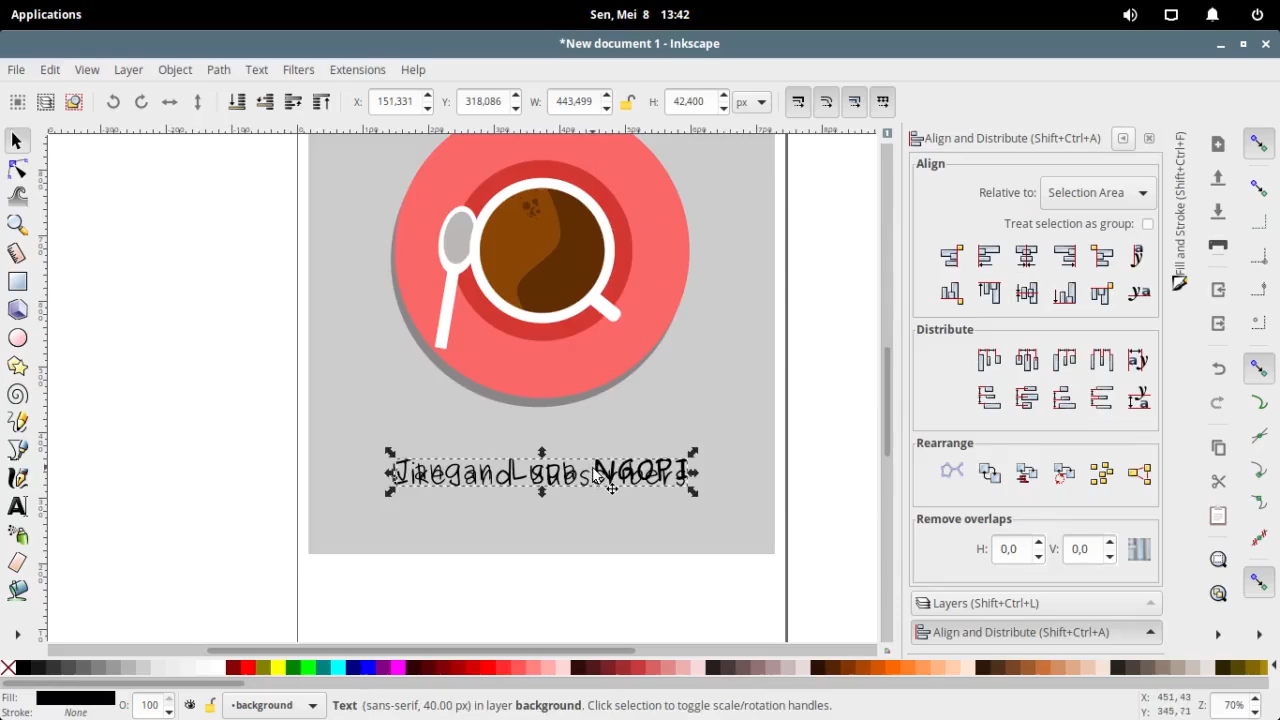 Applications
Sen, Mei 8 13:42
*New document 1 - Inkscape
File Edit View Layer Object Path Text Filters Extensions Help
X: 151,331 Y: 318,086 W: 443,499 H: 42,400 px
Align and Distribute (Shift+Ctrl+A)
Fill and Stroke (Shift+Ctrl+F)
Align
Relative to: Selection Area
Treat selection as group:
Distribute
Rearrange
Remove overlaps
H: 0,0 V: 0,0
Layers (Shift+Ctrl+L)
Align and Distribute (Shift+Ctrl+A)
Jangan Lupa NGOPI
subscribers
Fill:
Stroke: None
O: 100
•background
Text (sans-serif, 40.00 px) in layer background. Click selection to toggle scale/rotation handles.
X: 451,43
Y: 345,71
Z: 70%